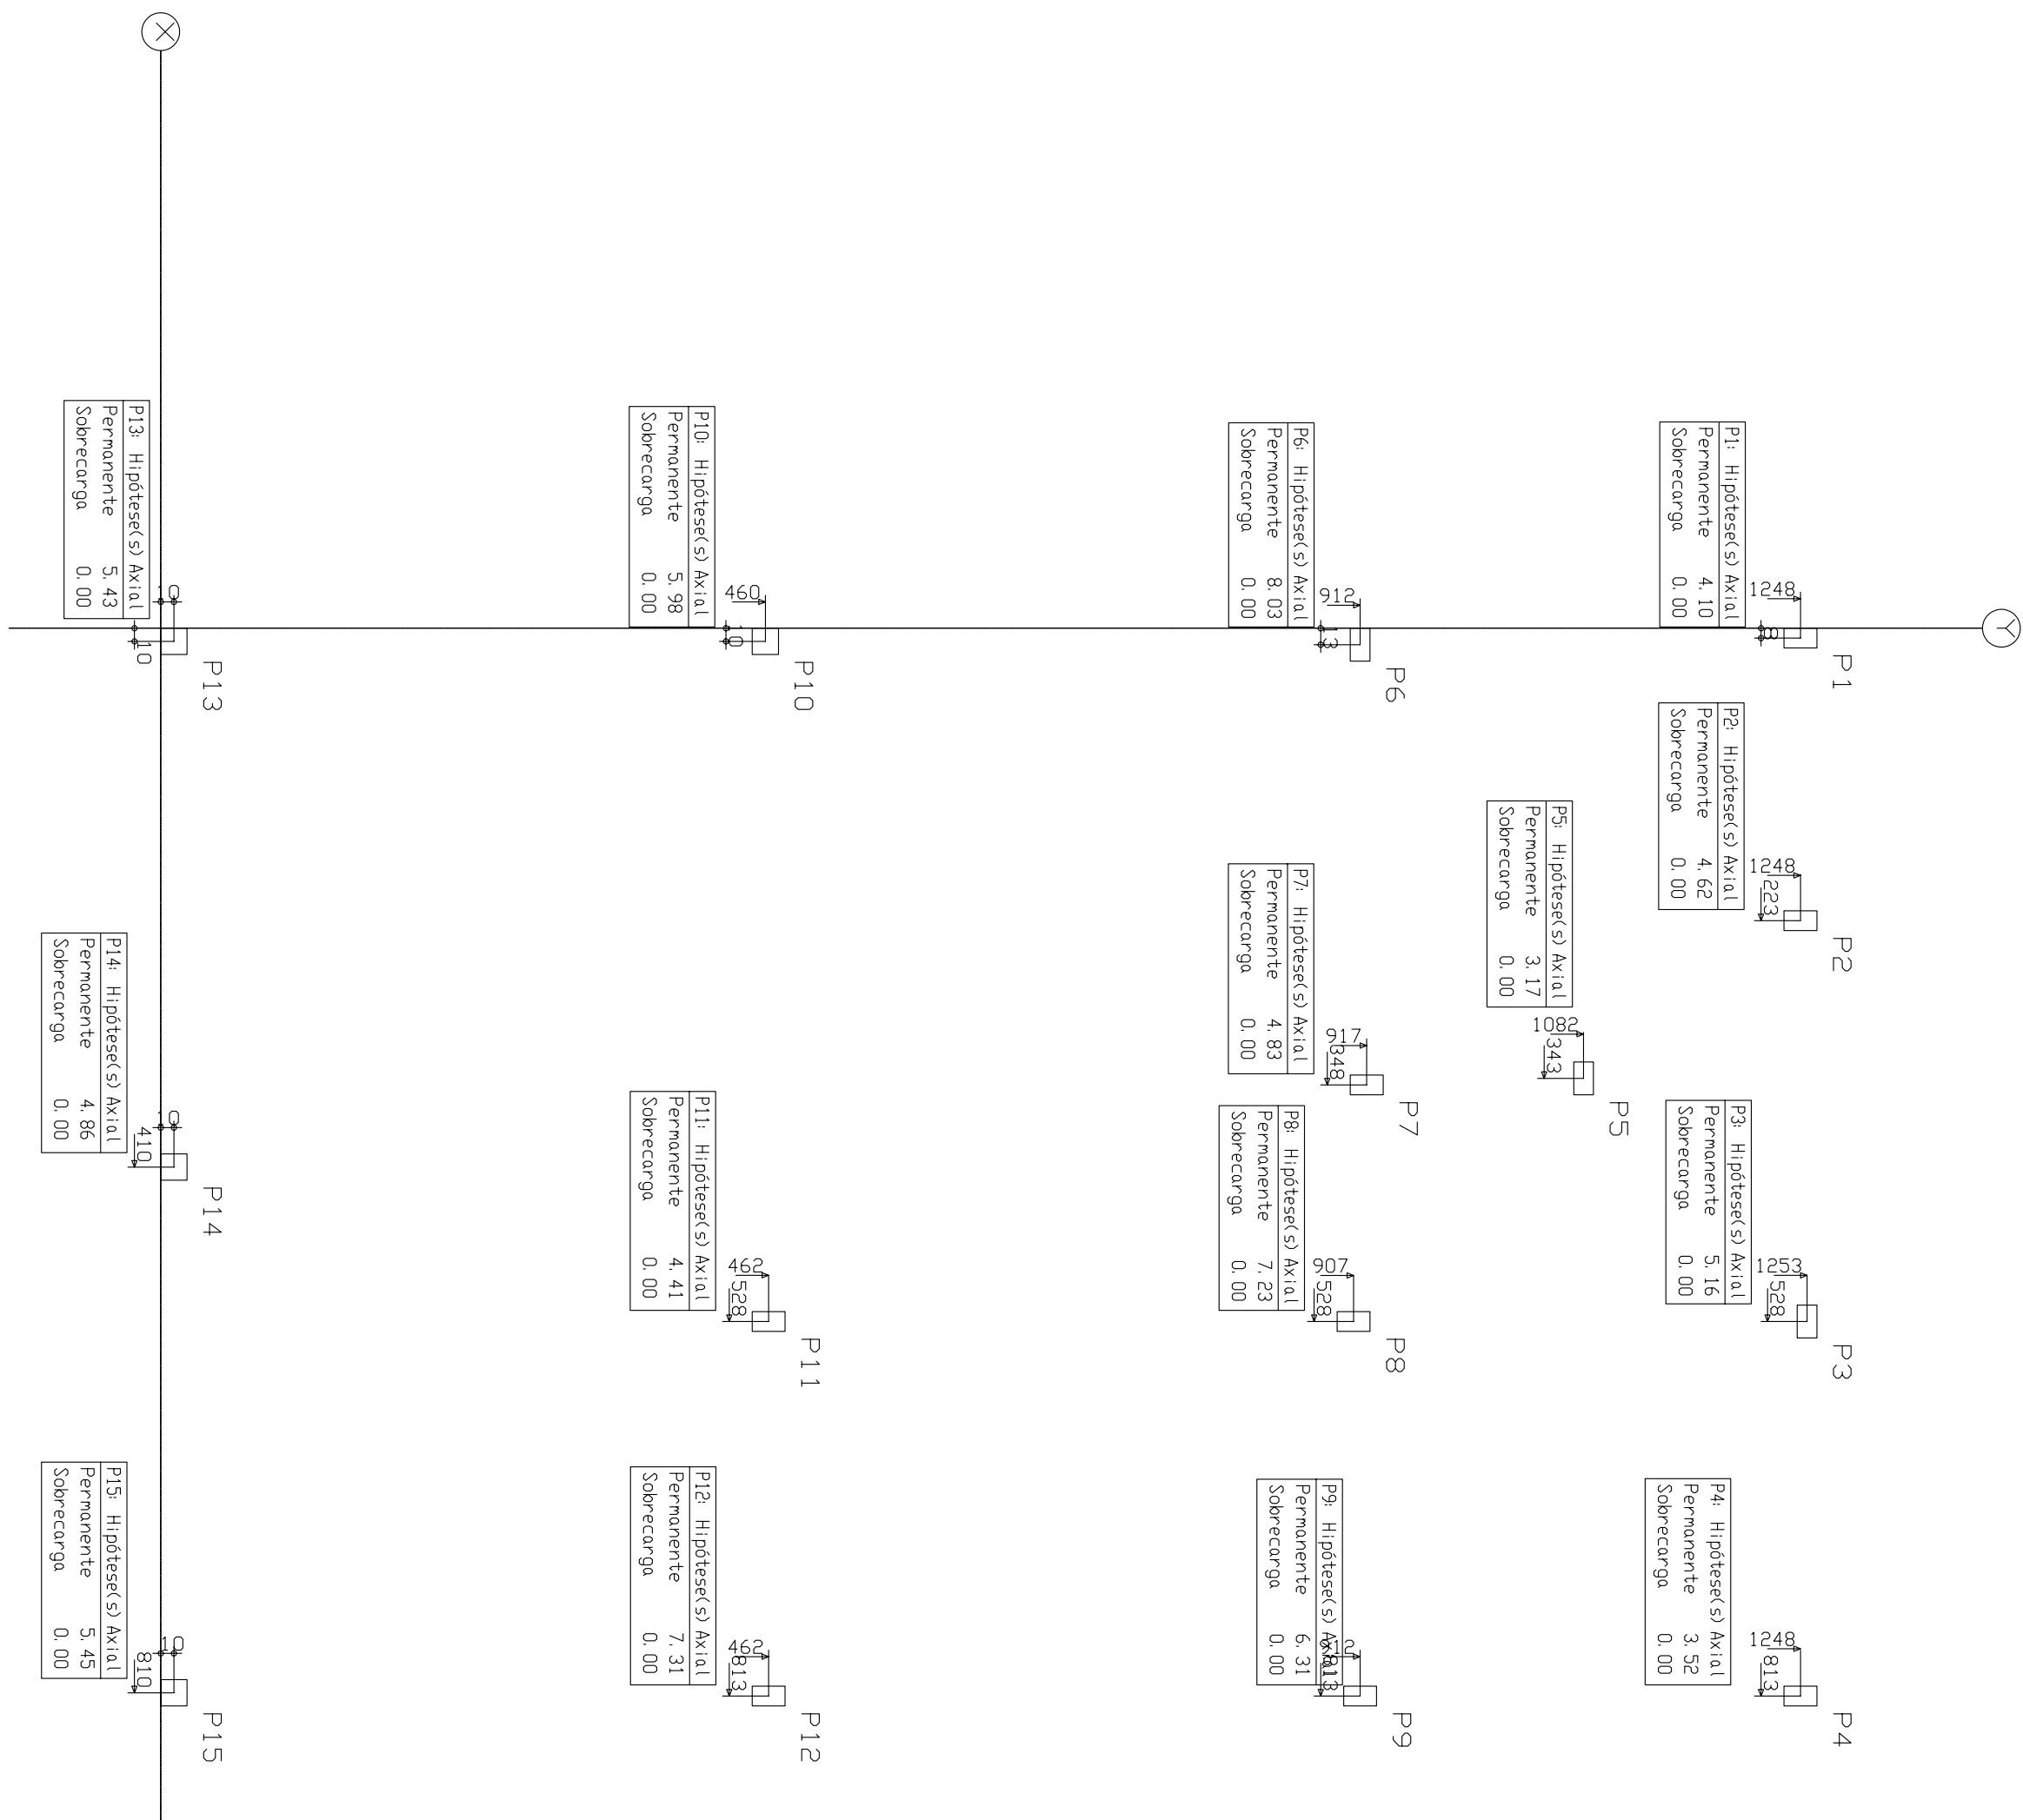 Y
1248
8
P1
P1: Hipótese(s) Axial
Permanente 4.10
Sobrecarga 0.00
1248
223
P2
P2: Hipótese(s) Axial
Permanente 4.62
Sobrecarga 0.00
1253
528
P3
P3: Hipótese(s) Axial
Permanente 5.16
Sobrecarga 0.00
1248
813
P4
P4: Hipótese(s) Axial
Permanente 3.52
Sobrecarga 0.00
1082
343
P5
P5: Hipótese(s) Axial
Permanente 3.17
Sobrecarga 0.00
912
13
P6
P6: Hipótese(s) Axial
Permanente 8.03
Sobrecarga 0.00
917
348
P7
P7: Hipótese(s) Axial
Permanente 4.83
Sobrecarga 0.00
907
528
P8
P8: Hipótese(s) Axial
Permanente 7.23
Sobrecarga 0.00
912
813
P9
P9: Hipótese(s) Axial
Permanente 6.31
Sobrecarga 0.00
460
10
P10
P10: Hipótese(s) Axial
Permanente 5.98
Sobrecarga 0.00
462
528
P11
P11: Hipótese(s) Axial
Permanente 4.41
Sobrecarga 0.00
462
813
P12
P12: Hipótese(s) Axial
Permanente 7.31
Sobrecarga 0.00
10
10
P13
P13: Hipótese(s) Axial
Permanente 5.43
Sobrecarga 0.00
10
410
P14
P14: Hipótese(s) Axial
Permanente 4.86
Sobrecarga 0.00
10
810
P15
P15: Hipótese(s) Axial
Permanente 5.45
Sobrecarga 0.00
X